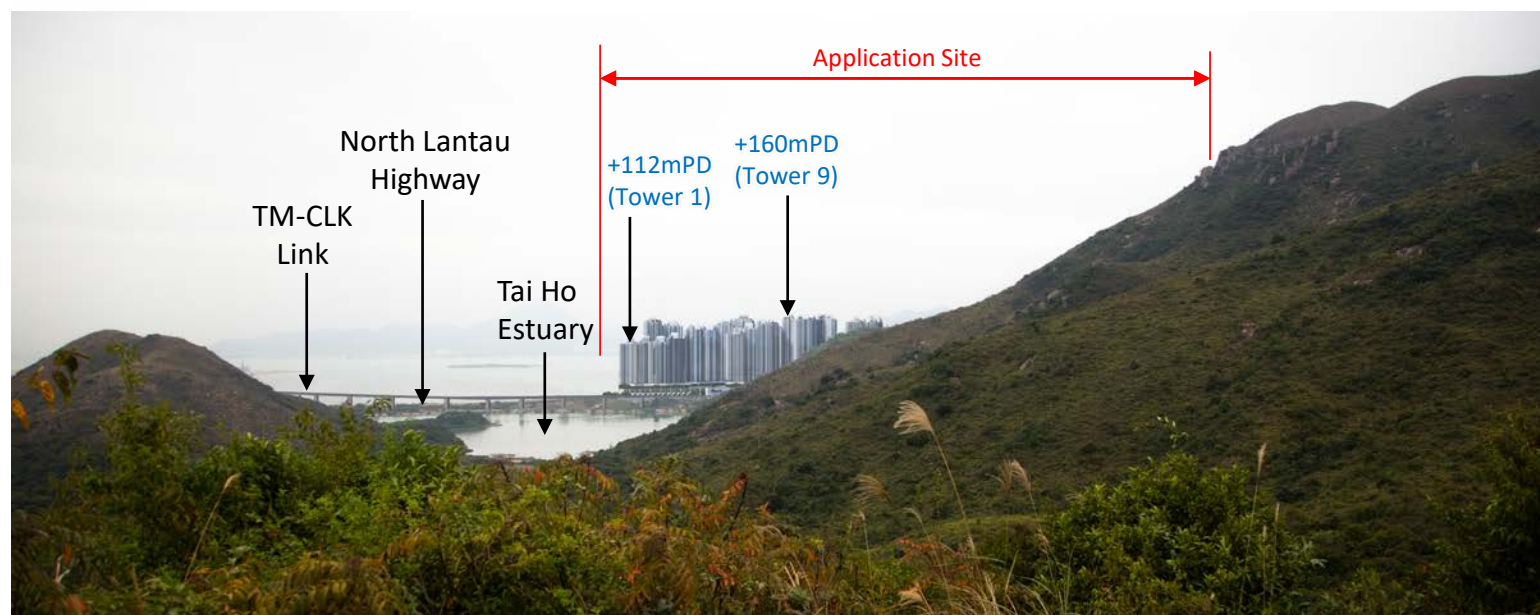 Application Site
North Lantau
Highway
+112mPD
(Tower 1)
+160mPD
(Tower 9)
TM-CLK
Link
Tai Ho
Estuary